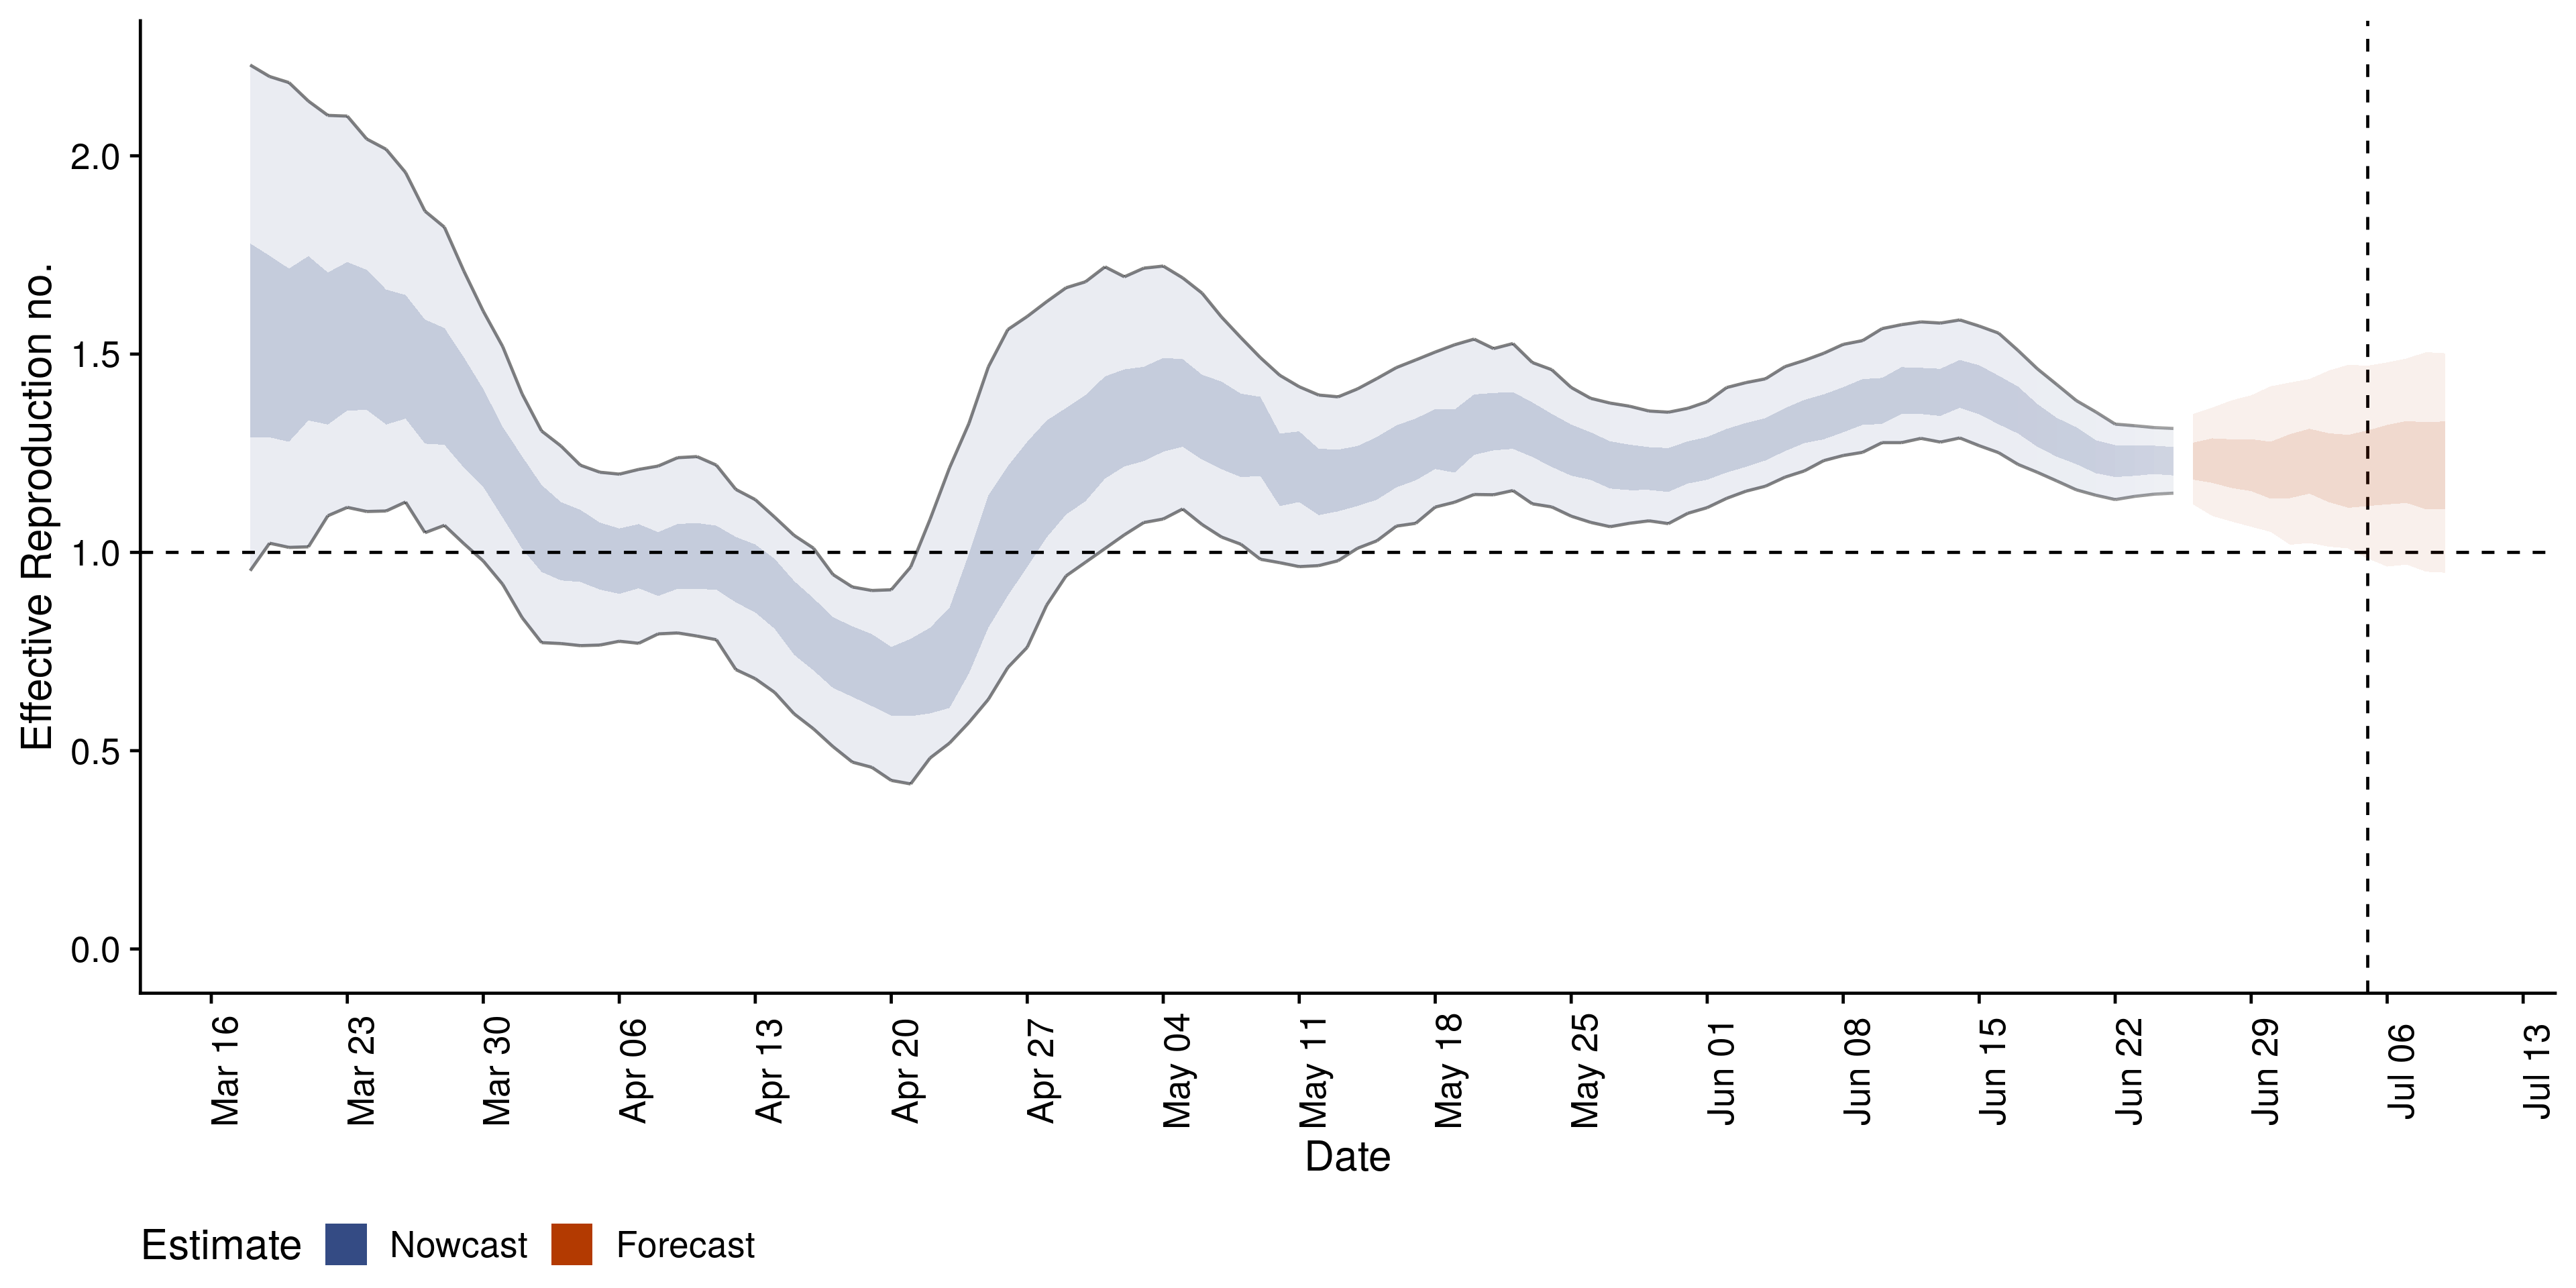 Effective Reproduction no.
2.0
1.5
1.0
0.5
0.0
Mar 16
Mar 23
Mar 30
Apr 06
Apr 13
Apr 20
Apr 27
May 04
May 11
May 18
May 25
Jun 01
Jun 08
Jun 15
Jun 22
Jun 29
Jul 06
Jul 13
Date
Estimate Nowcast Forecast